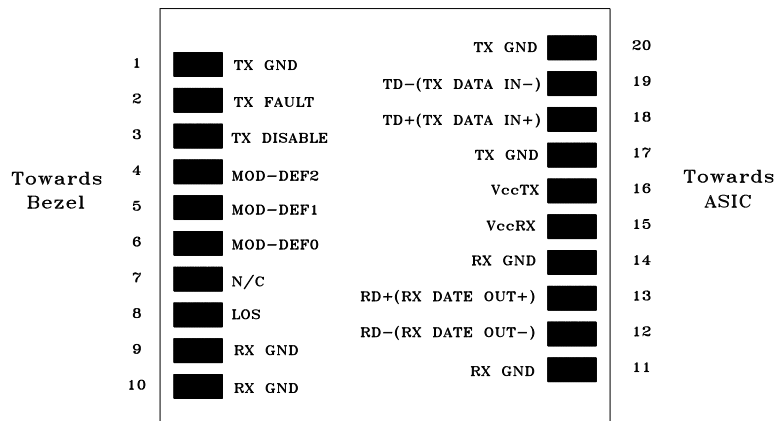 1 TX GND
2 TX FAULT
3 TX DISABLE
4 MOD-DEF2
5 MOD-DEF1
6 MOD-DEF0
7 N/C
8 LOS
9 RX GND
10 RX GND
Towards
Bezel
TX GND 20
TD-(TX DATA IN-) 19
TD+(TX DATA IN+) 18
TX GND 17
VccTX 16
VccRX 15
RX GND 14
RD+(RX DATE OUT+) 13
RD-(RX DATE OUT-) 12
RX GND 11
Towards
ASIC